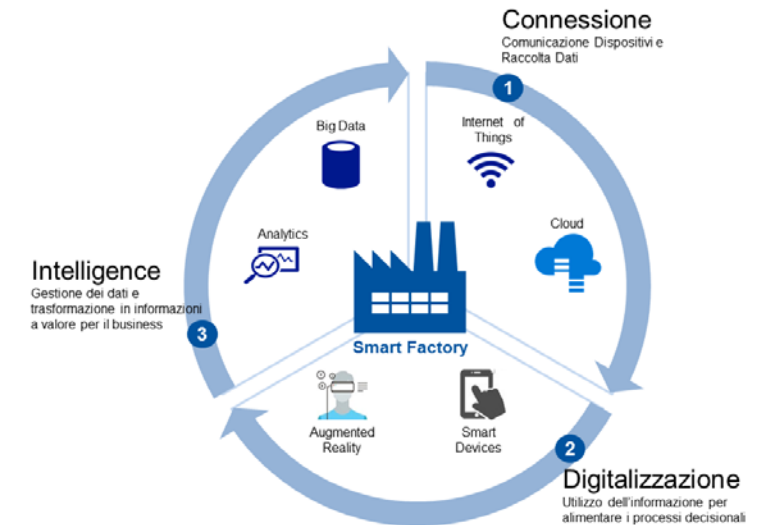 Connessione
Comunicazione Dispositivi e
Raccolta Dati
1
Big Data
Internet of
Things
Analytics
Cloud
Intelligence
Gestione dei dati e
trasformazione in informazioni
a valore per il business
3
Smart Factory
Augmented
Reality
Smart
Devices
2
Digitalizzazione
Utilizzo dell'informazione per
alimentare i processi decisionali